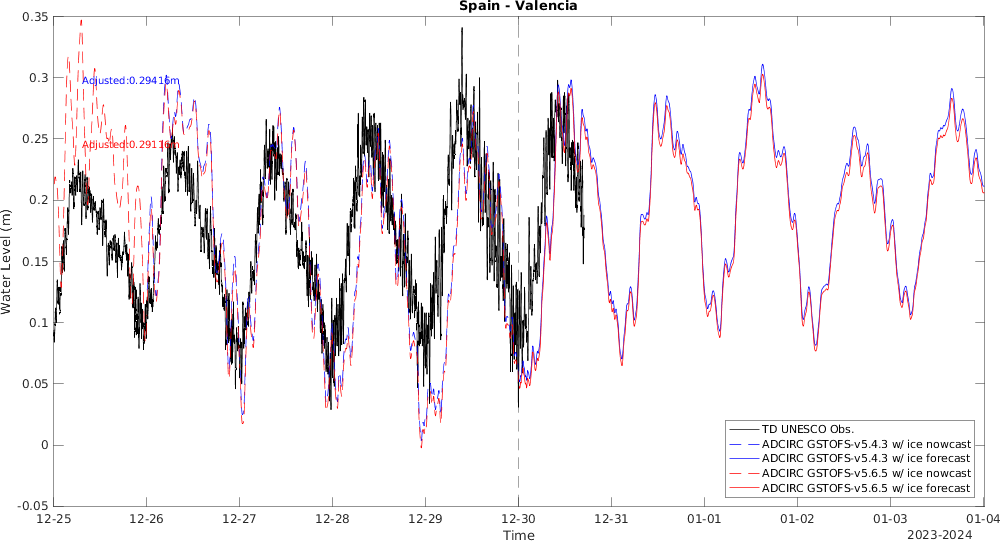 Spain - Valencia
0.35
0.3
0.25
0.2
0.15
0.1
0.05
0
-0.05
Water Level (m)
Adjusted:0.29416m
Adjusted:0.29116m
TD UNESCO Obs.
ADCIRC GSTOFS-v5.4.3 w/ ice nowcast
ADCIRC GSTOFS-v5.4.3 w/ ice forecast
ADCIRC GSTOFS-v5.6.5 w/ ice nowcast
ADCIRC GSTOFS-v5.6.5 w/ ice forecast
12-25 12-26 12-27 12-28 12-29 12-30 12-31 01-01 01-02 01-03 01-04
Time
2023-2024